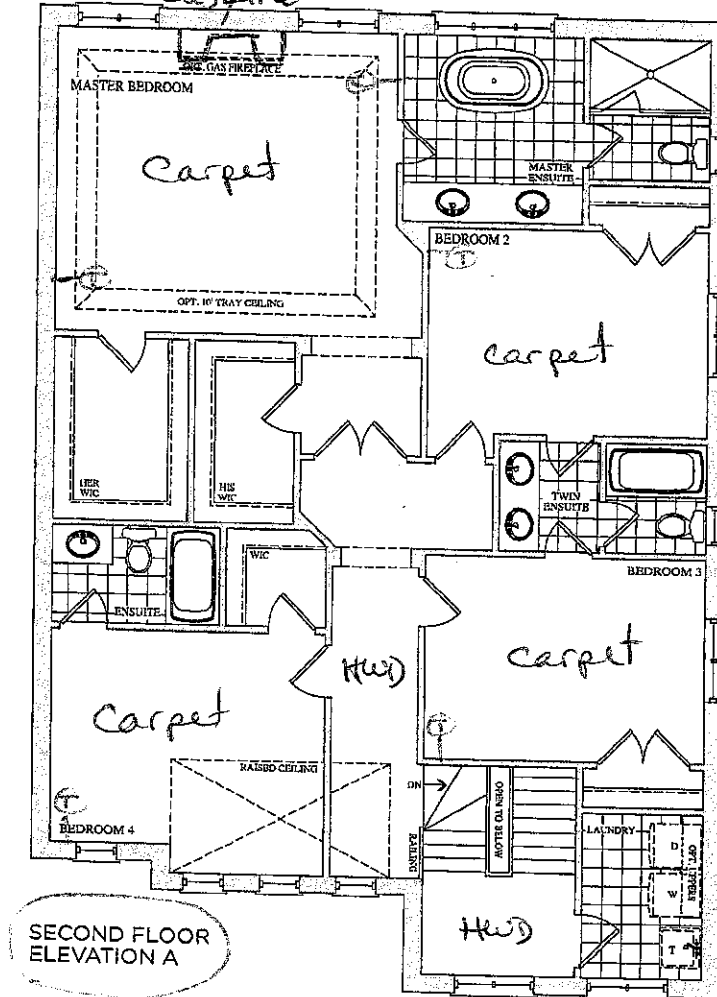 OPT. GAS FIREPLACE
MASTER BEDROOM
Carpet
OPT. 10' TRAY CEILING
MASTER
ENSUITE
BEDROOM 2
T
T
Carpet
HER
WIC
HIS
WIC
TWIN
ENSUITE
WIC
ENSUITE
BEDROOM 3
Carpet
HWD
Carpet
T
RAISED CEILING
T
BEDROOM 4
DN
OPEN TO BELOW
RAILING
LAUNDRY
D
W
OPT. UPPERS
T
HWD
SECOND FLOOR
ELEVATION A